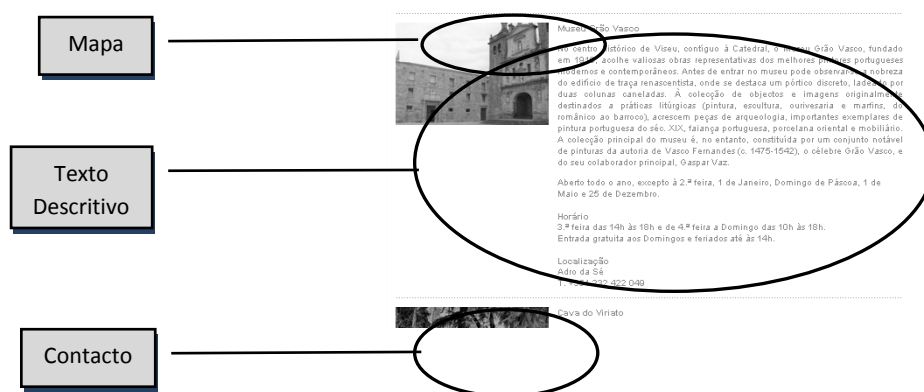 Mapa
Texto
Descritivo
Contacto
Museu Grão Vasco
No centro histórico de Viseu, contíguo à Catedral, o Museu Grão Vasco, fundado
em 1916, acolhe valiosas obras representativas dos melhores pintores portugueses
modernos e contemporâneos. Antes de entrar no museu pode observar-se a nobreza
do edifício de traça renascentista, onde se destaca um pórtico discreto, ladeado por
duas colunas caneladas. À colecção de objectos e imagens originalmente
destinados a práticas litúrgicas (pintura, escultura, ourivesaria e marfins, do
românico ao barroco), acrescem peças de arqueologia, importantes exemplares de
pintura portuguesa do séc. XIX, faiança portuguesa, porcelana oriental e mobiliário.
A colecção principal do museu é, no entanto, constituída por um conjunto notável
de pinturas da autoria de Vasco Fernandes (c. 1475-1542), o célebre Grão Vasco, e
do seu colaborador principal, Gaspar Vaz.
Aberto todo o ano, excepto à 2.ª feira, 1 de Janeiro, Domingo de Páscoa, 1 de
Maio e 25 de Dezembro.
Horário
3.ª feira das 14h às 18h e de 4.ª feira a Domingo das 10h às 18h.
Entrada gratuita aos Domingos e feriados até às 14h.
Localização
Adro da Sé
T. +351 232 422 049
Cava do Viriato